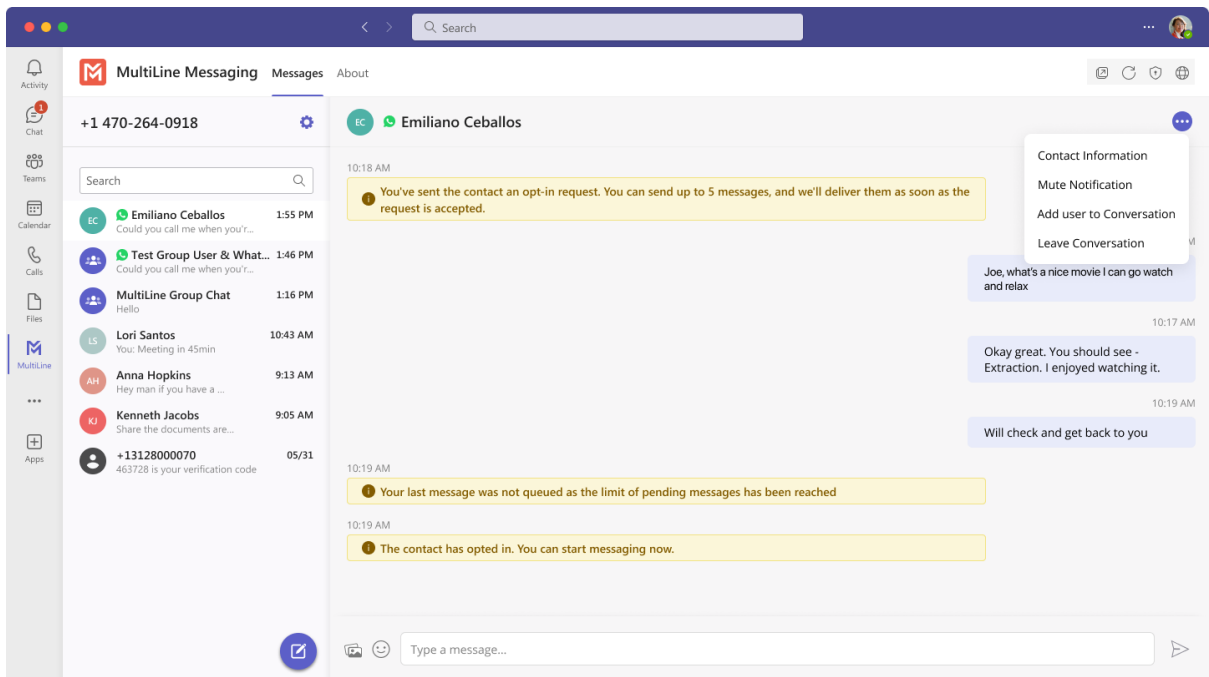 Search
Activity
1
Chat
Teams
Calendar
Calls
Files
MultiLine
Apps
MultiLine Messaging
Messages
About
+1 470-264-0918
Search
EC
Emiliano Ceballos
1:55 PM
Could you call me when you'r...
Test Group User & What...
1:46 PM
Could you call me when you'r...
MultiLine Group Chat
1:16 PM
Hello
LS
Lori Santos
10:43 AM
You: Meeting in 45min
AH
Anna Hopkins
9:13 AM
Hey man if you have a ...
KJ
Kenneth Jacobs
9:05 AM
Share the documents are...
+13128000070
05/31
463728 is your verification code
EC
Emiliano Ceballos
Contact Information
Mute Notification
Add user to Conversation
Leave Conversation
10:18 AM
You've sent the contact an opt-in request. You can send up to 5 messages, and we'll deliver them as soon as the
request is accepted.
Joe, what's a nice movie I can go watch
and relax
10:17 AM
Okay great. You should see -
Extraction. I enjoyed watching it.
10:19 AM
Will check and get back to you
10:19 AM
Your last message was not queued as the limit of pending messages has been reached
10:19 AM
The contact has opted in. You can start messaging now.
Type a message...